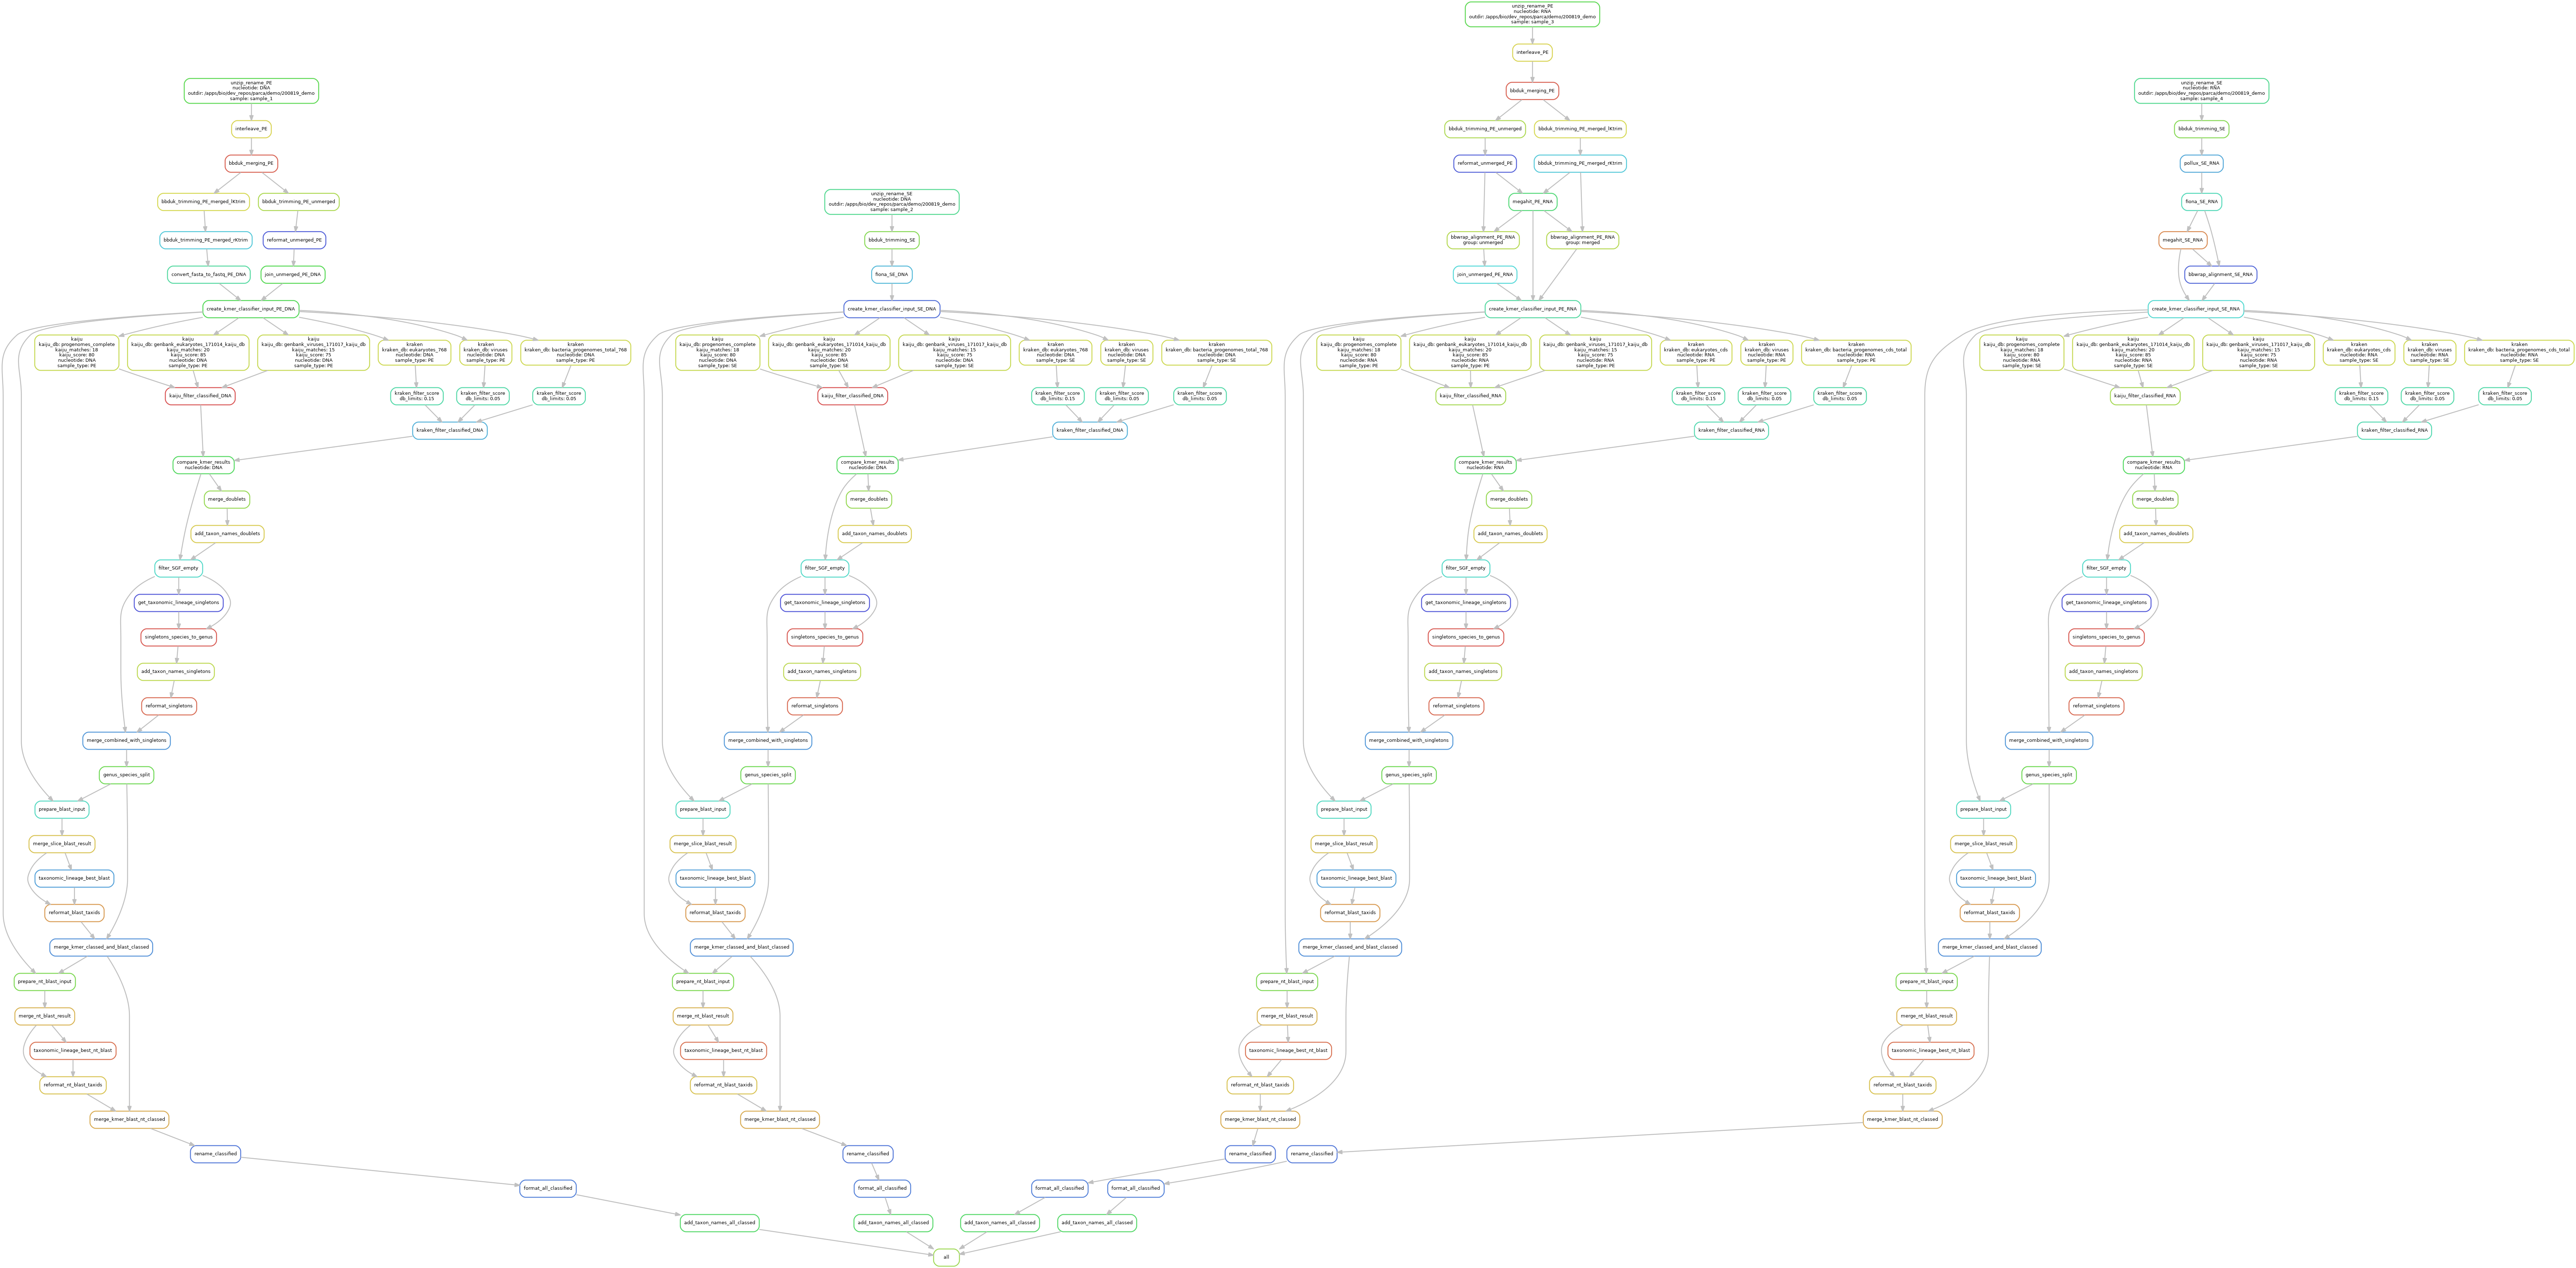 unzip_rename_PE
nucleotide: RNA
outdir: /apps/bio/dev_repos/parca/demo/200819_demo
sample: sample_3
interleave_PE
unzip_rename_PE
nucleotide: DNA
outdir: /apps/bio/dev_repos/parca/demo/200819_demo
sample: sample_1
bbduk_merging_PE
unzip_rename_SE
nucleotide: RNA
outdir: /apps/bio/dev_repos/parca/demo/200819_demo
sample: sample_4
interleave_PE
bbduk_trimming_PE_unmerged
bbduk_trimming_PE_merged_lKtrim
bbduk_trimming_SE
bbduk_merging_PE
reformat_unmerged_PE
bbduk_trimming_PE_merged_rKtrim
pollux_SE_RNA
bbduk_trimming_PE_merged_lKtrim
bbduk_trimming_PE_unmerged
unzip_rename_SE
nucleotide: DNA
outdir: /apps/bio/dev_repos/parca/demo/200819_demo
sample: sample_2
megahit_PE_RNA
fiona_SE_RNA
bbduk_trimming_PE_merged_rKtrim
reformat_unmerged_PE
bbduk_trimming_SE
bbwrap_alignment_PE_RNA
group: unmerged
bbwrap_alignment_PE_RNA
group: merged
megahit_SE_RNA
convert_fasta_to_fastq_PE_DNA
join_unmerged_PE_DNA
fiona_SE_DNA
join_unmerged_PE_RNA
bbwrap_alignment_SE_RNA
create_kmer_classifier_input_PE_DNA
create_kmer_classifier_input_SE_DNA
create_kmer_classifier_input_PE_RNA
create_kmer_classifier_input_SE_RNA
kaiju
kaiju_db: progenomes_complete
kaiju_matches: 18
kaiju_score: 80
nucleotide: DNA
sample_type: PE
kaiju
kaiju_db: genbank_eukaryotes_171014_kaiju_db
kaiju_matches: 20
kaiju_score: 85
nucleotide: DNA
sample_type: PE
kaiju
kaiju_db: genbank_viruses_171017_kaiju_db
kaiju_matches: 15
kaiju_score: 75
nucleotide: DNA
sample_type: PE
kraken
kraken_db: eukaryotes_768
nucleotide: DNA
sample_type: PE
kraken
kraken_db: viruses
nucleotide: DNA
sample_type: PE
kraken
kraken_db: bacteria_progenomes_total_768
nucleotide: DNA
sample_type: PE
kaiju
kaiju_db: progenomes_complete
kaiju_matches: 18
kaiju_score: 80
nucleotide: DNA
sample_type: SE
kaiju
kaiju_db: genbank_eukaryotes_171014_kaiju_db
kaiju_matches: 20
kaiju_score: 85
nucleotide: DNA
sample_type: SE
kaiju
kaiju_db: genbank_viruses_171017_kaiju_db
kaiju_matches: 15
kaiju_score: 75
nucleotide: DNA
sample_type: SE
kraken
kraken_db: eukaryotes_768
nucleotide: DNA
sample_type: SE
kraken
kraken_db: viruses
nucleotide: DNA
sample_type: SE
kraken
kraken_db: bacteria_progenomes_total_768
nucleotide: DNA
sample_type: SE
kaiju
kaiju_db: progenomes_complete
kaiju_matches: 18
kaiju_score: 80
nucleotide: RNA
sample_type: PE
kaiju
kaiju_db: genbank_eukaryotes_171014_kaiju_db
kaiju_matches: 20
kaiju_score: 85
nucleotide: RNA
sample_type: PE
kaiju
kaiju_db: genbank_viruses_171017_kaiju_db
kaiju_matches: 15
kaiju_score: 75
nucleotide: RNA
sample_type: PE
kraken
kraken_db: eukaryotes_cds
nucleotide: RNA
sample_type: PE
kraken
kraken_db: viruses
nucleotide: RNA
sample_type: PE
kraken
kraken_db: bacteria_progenomes_cds_total
nucleotide: RNA
sample_type: PE
kaiju
kaiju_db: progenomes_complete
kaiju_matches: 18
kaiju_score: 80
nucleotide: RNA
sample_type: SE
kaiju
kaiju_db: genbank_eukaryotes_171014_kaiju_db
kaiju_matches: 20
kaiju_score: 85
nucleotide: RNA
sample_type: SE
kaiju
kaiju_db: genbank_viruses_171017_kaiju_db
kaiju_matches: 15
kaiju_score: 75
nucleotide: RNA
sample_type: SE
kraken
kraken_db: eukaryotes_cds
nucleotide: RNA
sample_type: SE
kraken
kraken_db: viruses
nucleotide: RNA
sample_type: SE
kraken
kraken_db: bacteria_progenomes_cds_total
nucleotide: RNA
sample_type: SE
kaiju_filter_classified_DNA
kraken_filter_score
db_limits: 0.15
kraken_filter_score
db_limits: 0.05
kraken_filter_score
db_limits: 0.05
kaiju_filter_classified_DNA
kraken_filter_score
db_limits: 0.15
kraken_filter_score
db_limits: 0.05
kraken_filter_score
db_limits: 0.05
kaiju_filter_classified_RNA
kraken_filter_score
db_limits: 0.15
kraken_filter_score
db_limits: 0.05
kraken_filter_score
db_limits: 0.05
kaiju_filter_classified_RNA
kraken_filter_score
db_limits: 0.15
kraken_filter_score
db_limits: 0.05
kraken_filter_score
db_limits: 0.05
kraken_filter_classified_DNA
kraken_filter_classified_DNA
kraken_filter_classified_RNA
kraken_filter_classified_RNA
compare_kmer_results
nucleotide: DNA
compare_kmer_results
nucleotide: DNA
compare_kmer_results
nucleotide: RNA
compare_kmer_results
nucleotide: RNA
merge_doublets
merge_doublets
merge_doublets
merge_doublets
add_taxon_names_doublets
add_taxon_names_doublets
add_taxon_names_doublets
add_taxon_names_doublets
filter_SGF_empty
filter_SGF_empty
filter_SGF_empty
filter_SGF_empty
get_taxonomic_lineage_singletons
get_taxonomic_lineage_singletons
get_taxonomic_lineage_singletons
get_taxonomic_lineage_singletons
singletons_species_to_genus
singletons_species_to_genus
singletons_species_to_genus
singletons_species_to_genus
add_taxon_names_singletons
add_taxon_names_singletons
add_taxon_names_singletons
add_taxon_names_singletons
reformat_singletons
reformat_singletons
reformat_singletons
reformat_singletons
merge_combined_with_singletons
merge_combined_with_singletons
merge_combined_with_singletons
merge_combined_with_singletons
genus_species_split
genus_species_split
genus_species_split
genus_species_split
prepare_blast_input
prepare_blast_input
prepare_blast_input
prepare_blast_input
merge_slice_blast_result
merge_slice_blast_result
merge_slice_blast_result
merge_slice_blast_result
taxonomic_lineage_best_blast
taxonomic_lineage_best_blast
taxonomic_lineage_best_blast
taxonomic_lineage_best_blast
reformat_blast_taxids
reformat_blast_taxids
reformat_blast_taxids
reformat_blast_taxids
merge_kmer_classed_and_blast_classed
merge_kmer_classed_and_blast_classed
merge_kmer_classed_and_blast_classed
merge_kmer_classed_and_blast_classed
prepare_nt_blast_input
prepare_nt_blast_input
prepare_nt_blast_input
prepare_nt_blast_input
merge_nt_blast_result
merge_nt_blast_result
merge_nt_blast_result
merge_nt_blast_result
taxonomic_lineage_best_nt_blast
taxonomic_lineage_best_nt_blast
taxonomic_lineage_best_nt_blast
taxonomic_lineage_best_nt_blast
reformat_nt_blast_taxids
reformat_nt_blast_taxids
reformat_nt_blast_taxids
reformat_nt_blast_taxids
merge_kmer_blast_nt_classed
merge_kmer_blast_nt_classed
merge_kmer_blast_nt_classed
merge_kmer_blast_nt_classed
rename_classified
rename_classified
rename_classified
rename_classified
format_all_classified
format_all_classified
format_all_classified
format_all_classified
add_taxon_names_all_classed
add_taxon_names_all_classed
add_taxon_names_all_classed
add_taxon_names_all_classed
all